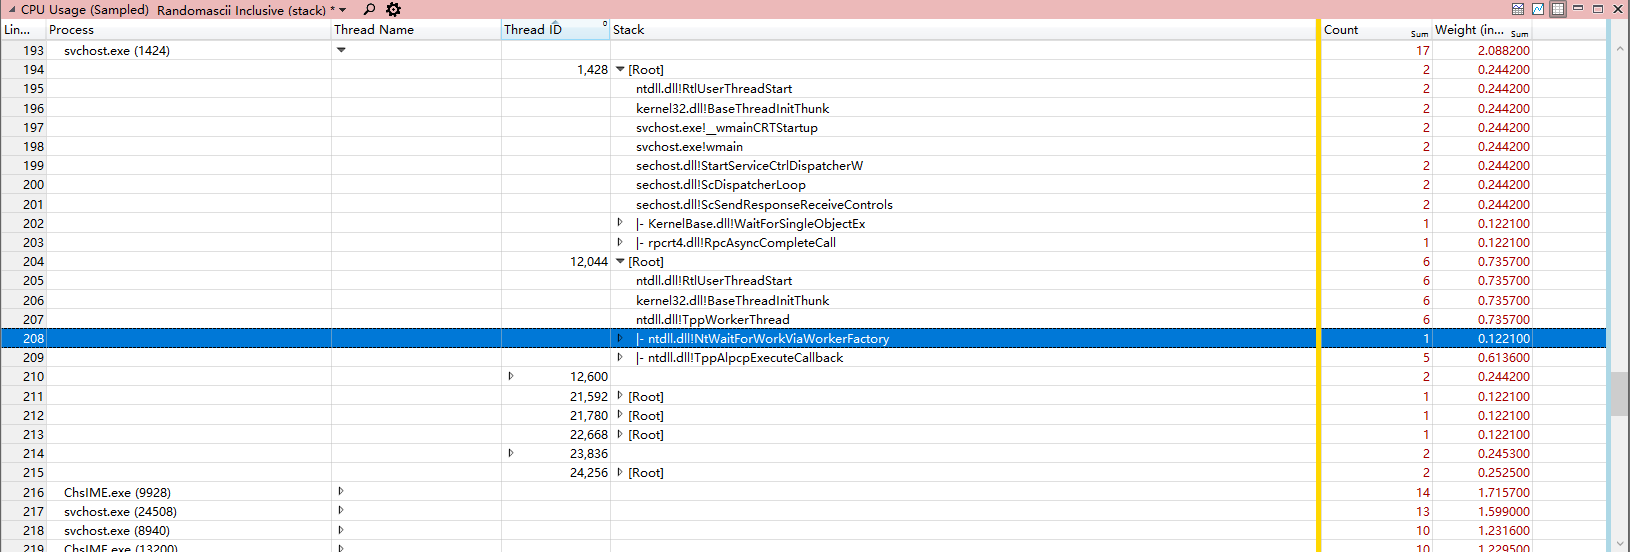 CPU Usage (Sampled) Randomascii Inclusive (stack) *
Lin... Process Thread Name Thread ID 0 Stack Count Sum Weight (in... Sum
193 svchost.exe (1424) 17 2.088200
194 1,428 [Root] 2 0.244200
195 ntdll.dll!RtlUserThreadStart 2 0.244200
196 kernel32.dll!BaseThreadInitThunk 2 0.244200
197 svchost.exe!__wmainCRTStartup 2 0.244200
198 svchost.exe!wmain 2 0.244200
199 sechost.dll!StartServiceCtrlDispatcherW 2 0.244200
200 sechost.dll!ScDispatcherLoop 2 0.244200
201 sechost.dll!ScSendResponseReceiveControls 2 0.244200
202 |- KernelBase.dll!WaitForSingleObjectEx 1 0.122100
203 |- rpcrt4.dll!RpcAsyncCompleteCall 1 0.122100
204 12,044 [Root] 6 0.735700
205 ntdll.dll!RtlUserThreadStart 6 0.735700
206 kernel32.dll!BaseThreadInitThunk 6 0.735700
207 ntdll.dll!TppWorkerThread 6 0.735700
208 |- ntdll.dll!NtWaitForWorkViaWorkerFactory 1 0.122100
209 |- ntdll.dll!TppAlpcpExecuteCallback 5 0.613600
210 12,600 2 0.244200
211 21,592 [Root] 1 0.122100
212 21,780 [Root] 1 0.122100
213 22,668 [Root] 1 0.122100
214 23,836 2 0.245300
215 24,256 [Root] 2 0.252500
216 ChsIME.exe (9928) 14 1.715700
217 svchost.exe (24508) 13 1.599000
218 svchost.exe (8940) 10 1.231600
219 ChsIME.exe (13200) 10 1.229500